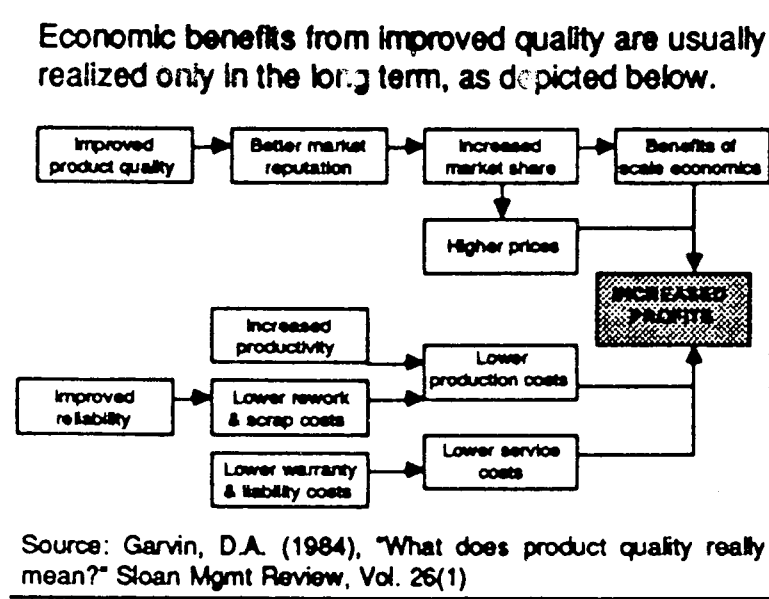 Economic benefits from improved quality are usually
realized only in the long term, as depicted below.
Improved
product quality
Better market
reputation
Increased
market share
Benefits of
scale economics
Higher prices
INCREASED
PROFITS
Increased
productivity
Lower
production costs
Improved
reliability
Lower rework
& scrap costs
Lower warranty
& liability costs
Lower service
costs
Source: Garvin, D.A. (1984), "What does product quality really
mean?" Sloan Mgmt Review, Vol. 26(1)